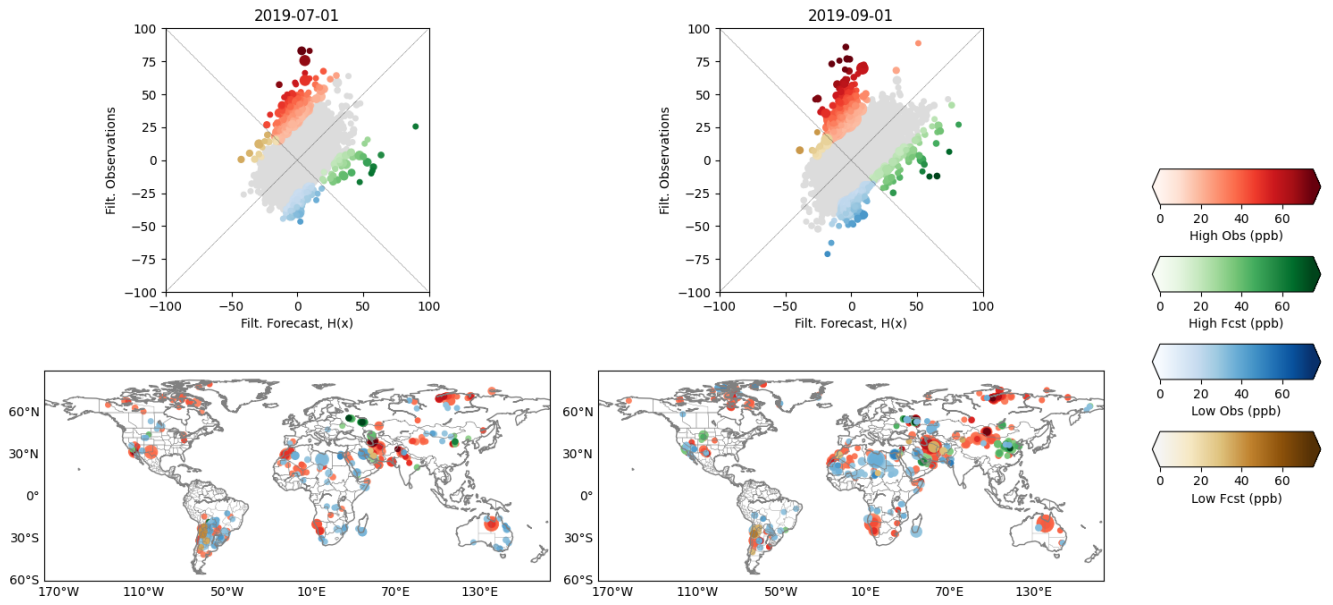 2019-07-01
2019-09-01
100
75
50
25
0
−25
−50
−75
−100
−100
−50
0
50
100
Filt. Observations
Filt. Forecast, H(x)
100
75
50
25
0
−25
−50
−75
−100
−100
−50
0
50
100
Filt. Observations
Filt. Forecast, H(x)
0 20 40 60
High Obs (ppb)
0 20 40 60
High Fcst (ppb)
0 20 40 60
Low Obs (ppb)
0 20 40 60
Low Fcst (ppb)
60°N
30°N
0°
30°S
60°S
170°W 110°W 50°W 10°E 70°E 130°E
60°N
30°N
0°
30°S
60°S
170°W 110°W 50°W 10°E 70°E 130°E